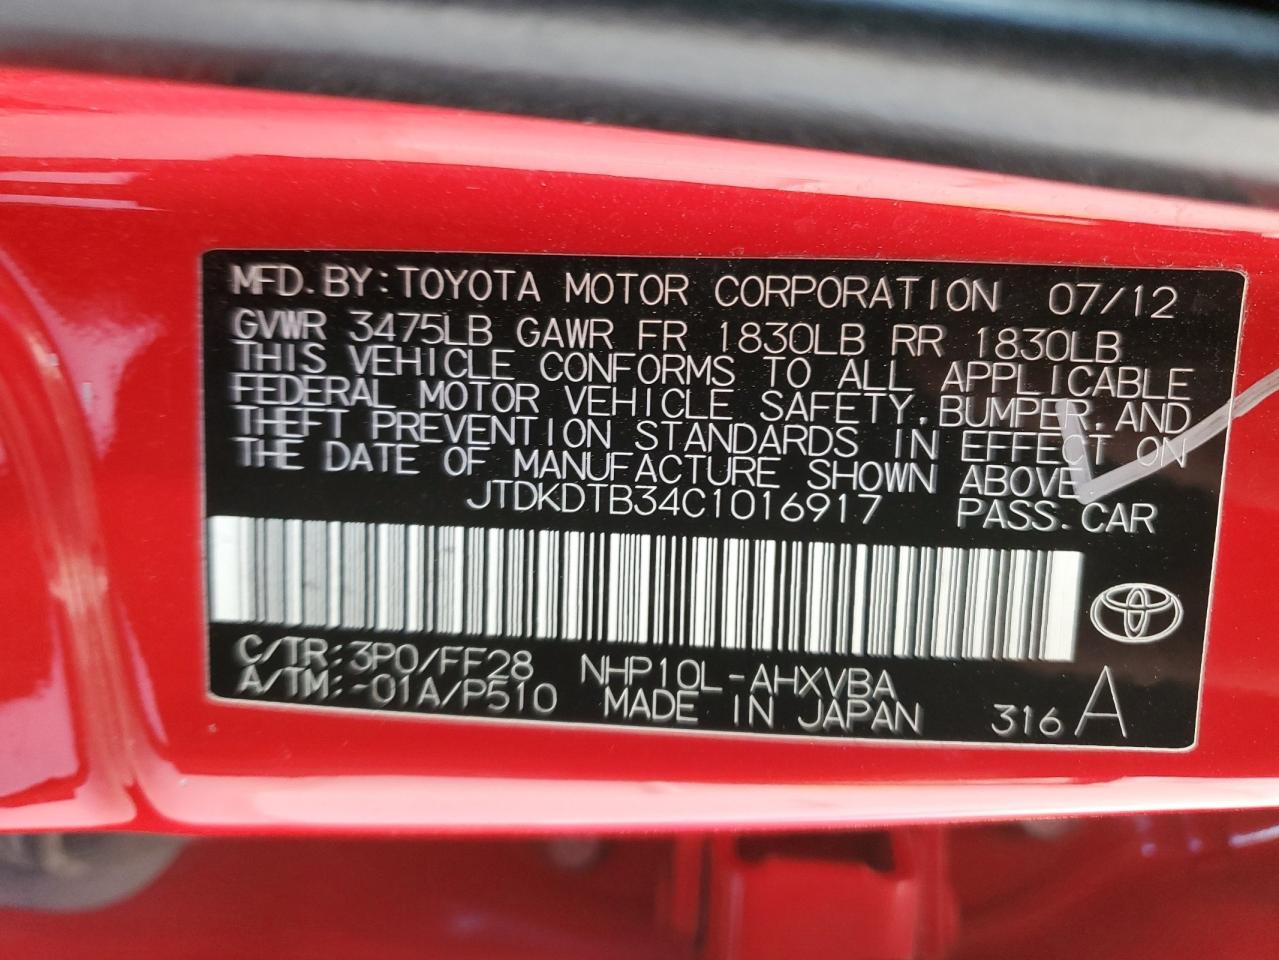 MFD. BY: TOYOTA MOTOR CORPORATION 07/12
GVWR 3475LB GAWR FR 1830LB RR 1830LB
THIS VEHICLE CONFORMS TO ALL APPLICABLE
FEDERAL MOTOR VEHICLE SAFETY, BUMPER, AND
THEFT PREVENTION STANDARDS IN EFFECT ON
THE DATE OF MANUFACTURE SHOWN ABOVE.
JTDKDTB34C1016917 PASS. CAR
C/TR: 3P0/FF28 NHP10L-AHXVBA
A/TM: -01A/P510 MADE IN JAPAN 316 A